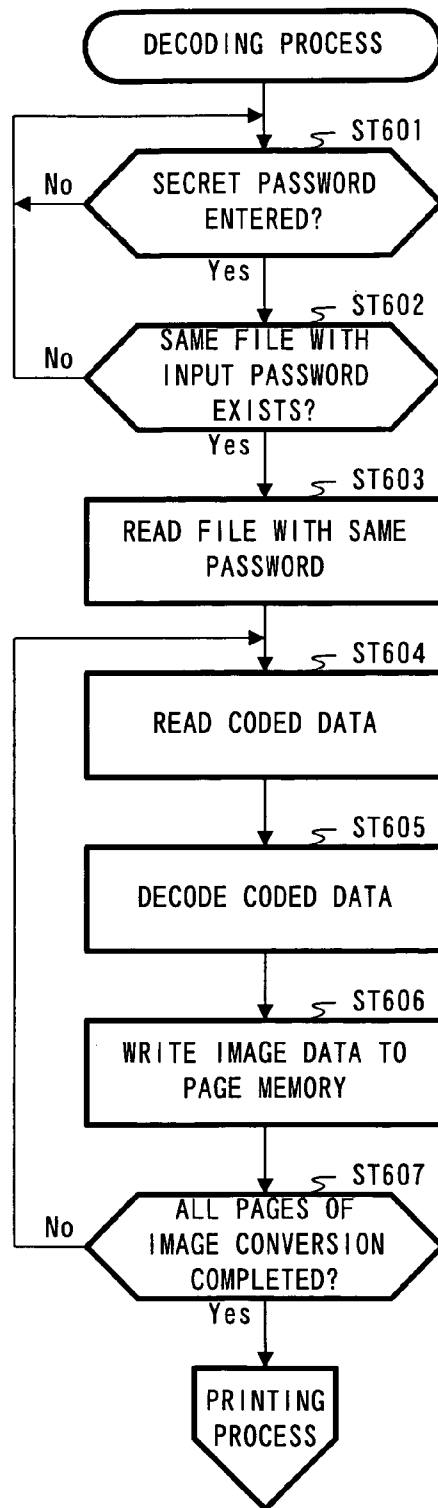 DECODING PROCESS
ST601
SECRET PASSWORD
ENTERED?
No
Yes
ST602
SAME FILE WITH
INPUT PASSWORD
EXISTS?
No
Yes
ST603
READ FILE WITH SAME
PASSWORD
ST604
READ CODED DATA
ST605
DECODE CODED DATA
ST606
WRITE IMAGE DATA TO
PAGE MEMORY
ST607
ALL PAGES OF
IMAGE CONVERSION
COMPLETED?
No
Yes
PRINTING
PROCESS